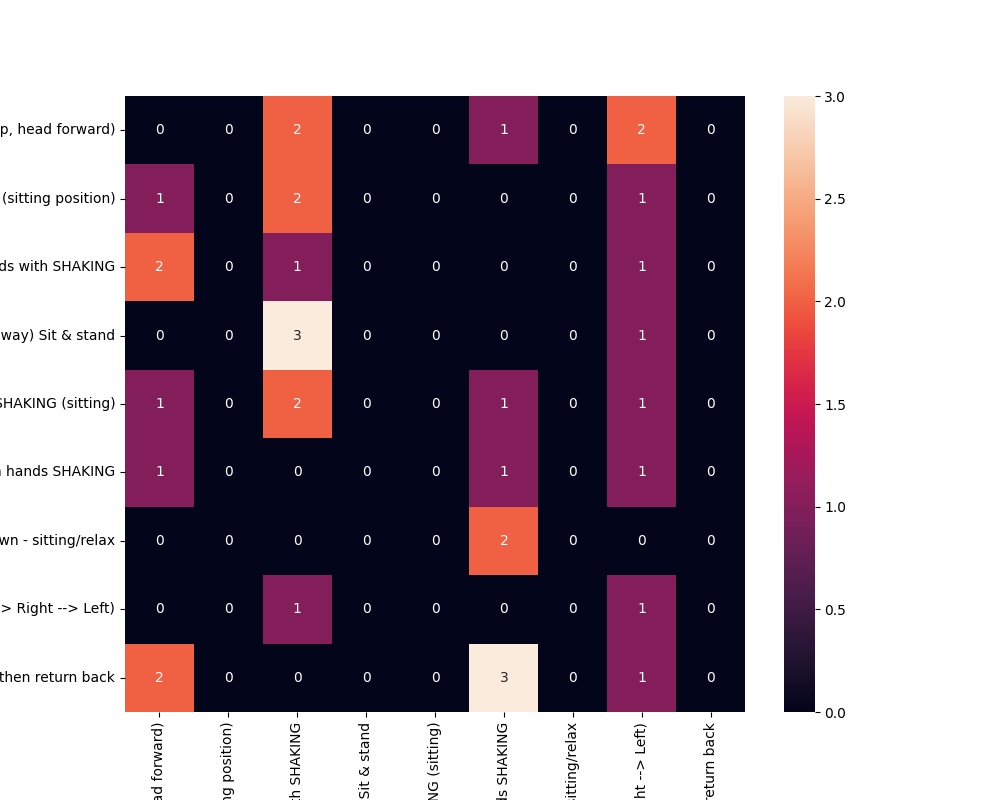 p, head forward) 0 0 2 0 0 1 0 2 0
(sitting position) 1 0 2 0 0 0 0 1 0
ds with SHAKING 2 0 1 0 0 0 0 1 0
way) Sit & stand 0 0 3 0 0 0 0 1 0
SHAKING (sitting) 1 0 2 0 0 1 0 1 0
hands SHAKING 1 0 0 0 0 1 0 1 0
wn - sitting/relax 0 0 0 0 0 2 0 0 0
> Right --> Left) 0 0 1 0 0 0 0 1 0
then return back 2 0 0 0 0 3 0 1 0
ad forward)
ng position)
th SHAKING
Sit & stand
NG (sitting)
ds SHAKING
sitting/relax
ht --> Left)
return back
3.0
2.5
2.0
1.5
1.0
0.5
0.0